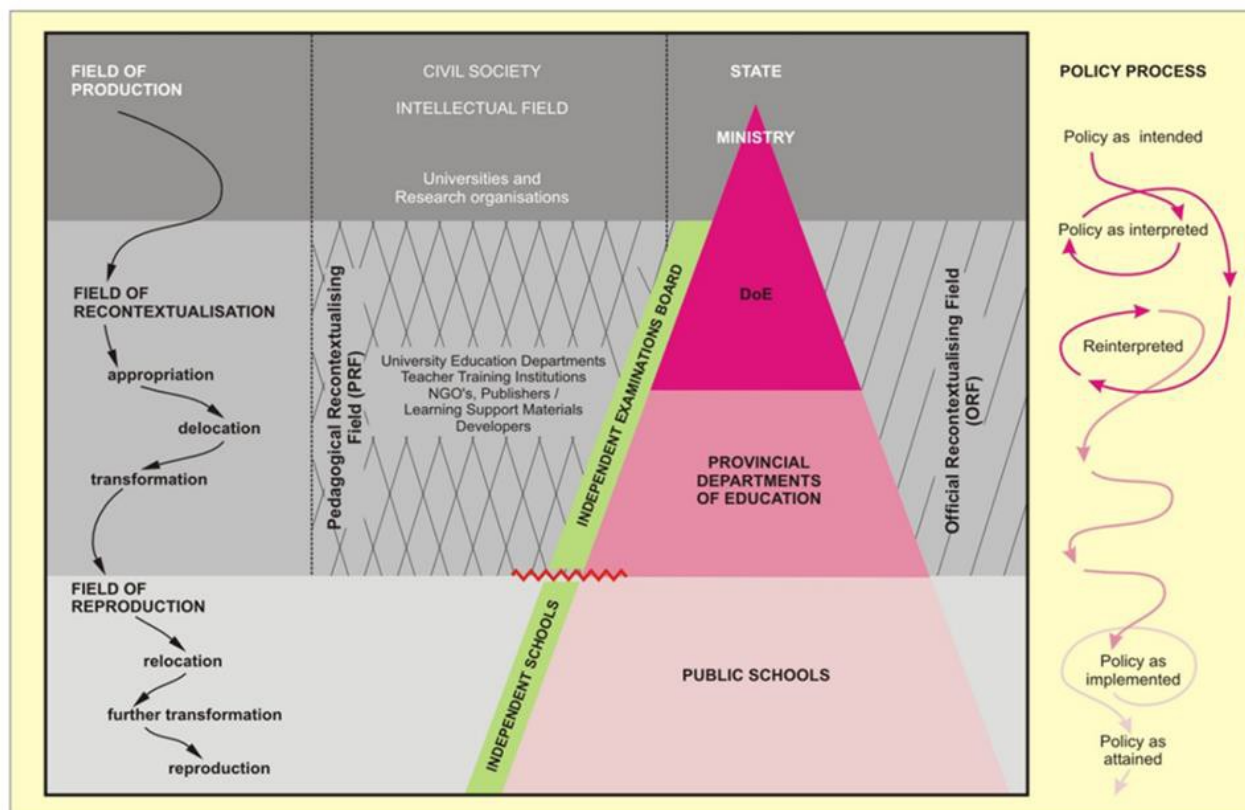 FIELD OF
PRODUCTION
CIVIL SOCIETY
INTELLECTUAL FIELD
Universities and
Research organisations
STATE
MINISTRY
POLICY PROCESS
Policy as intended
Policy as interpreted
Reinterpreted
Policy as
implemented
Policy as
attained
FIELD OF
RECONTEXTUALISATION
appropriation
delocation
transformation
Pedagogical Recontextualising
Field (PRF)
University Education Departments
Teacher Training Institutions
NGO's, Publishers /
Learning Support Materials
Developers
INDEPENDENT EXAMINATIONS BOARD
DoE
PROVINCIAL
DEPARTMENTS
OF EDUCATION
Official Recontextualising Field
(ORF)
FIELD OF
REPRODUCTION
relocation
further transformation
reproduction
INDEPENDENT SCHOOLS
PUBLIC SCHOOLS